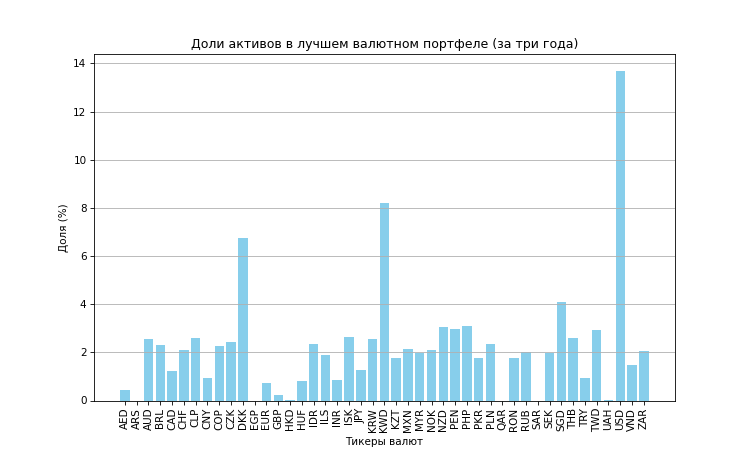 Доли активов в лучшем валютном портфеле (за три года)
14
12
10
8
6
4
2
0
Доля (%)
AED ARS AUD BRL CAD CHF CLP CNY COP CZK DKK EGP EUR GBP HKD HUF IDR ILS INR ISK JPY KRW KWD KZT MXN MYR NOK NZD PEN PHP PKR PLN QAR RON RUB SAR SEK SGD THB TRY TWD UAH USD VND ZAR
Тикеры валют